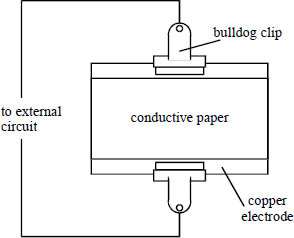 bulldog clip
to external
circuit
conductive paper
copper
electrode